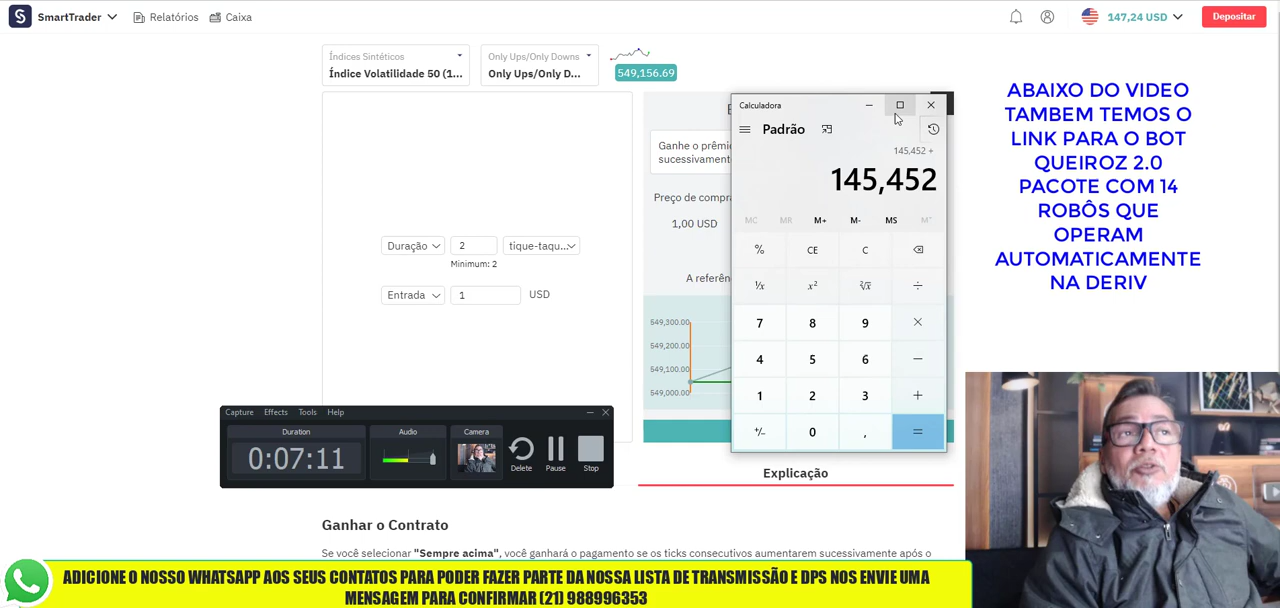 SmartTrader
Relatórios
Caixa
147,24 USD
Depositar
Índices Sintéticos
Índice Volatilidade 50 (1...
Only Ups/Only Downs
Only Ups/Only D...
549,156.69
ABAIXO DO VIDEO
TAMBEM TEMOS O
LINK PARA O BOT
QUEIROZ 2.0
PACOTE COM 14
ROBÔS QUE
OPERAM
AUTOMATICAMENTE
NA DERIV
Ganhe o prêmi
sucessivament
Preço de compr
1,00 USD
A referên
549,300.00
549,200.00
549,100.00
549,000.00
Duração
2
tique-taqu...
Minimum: 2
Entrada
1
USD
Calculadora
Padrão
145,452 +
145,452
MC MR M+ M- MS M˅
% CE C
¹/x x² ²√x ÷
7 8 9 ×
4 5 6 −
1 2 3 +
+/− 0 , =
Capture Effects Tools Help
Duration
0:07:11
Audio
Camera
Delete
Pause
Stop
Explicação
Ganhar o Contrato
Se você selecionar "Sempre acima", você ganhará o pagamento se os ticks consecutivos aumentarem sucessivamente após o
ADICIONE O NOSSO WHATSAPP AOS SEUS CONTATOS PARA PODER FAZER PARTE DA NOSSA LISTA DE TRANSMISSÃO E DPS NOS ENVIE UMA
MENSAGEM PARA CONFIRMAR (21) 988996353